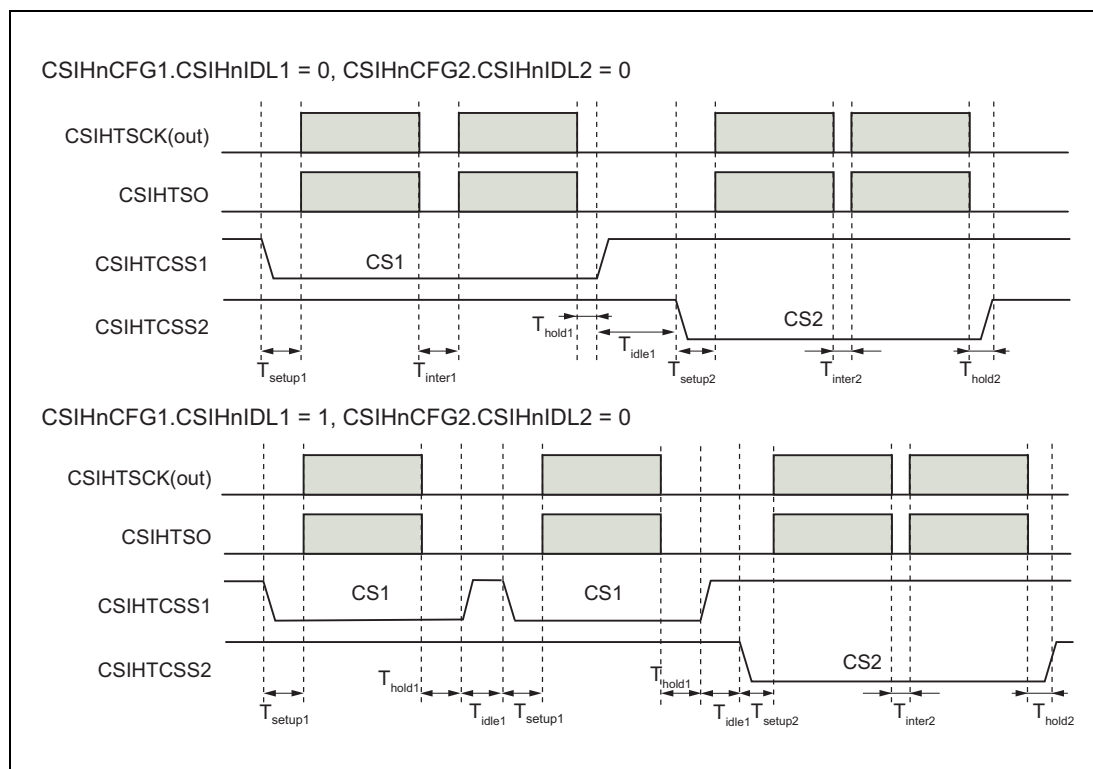 CSIHnCFG1.CSIHnIDL1 = 0, CSIHnCFG2.CSIHnIDL2 = 0
CSIHTSCK(out)
CSIHTSO
CSIHTCSS1
CS1
CSIHTCSS2
CS2
Thold1
Tidle1
Tsetup1
Tinter1
Tsetup2
Tinter2
Thold2
CSIHnCFG1.CSIHnIDL1 = 1, CSIHnCFG2.CSIHnIDL2 = 0
CSIHTSCK(out)
CSIHTSO
CSIHTCSS1
CS1
CS1
CSIHTCSS2
CS2
Thold1
Thold1
Tsetup1
Tidle1
Tsetup1
Tidle1
Tsetup2
Tinter2
Thold2